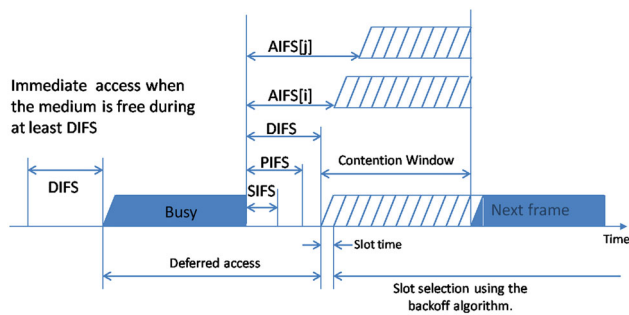 AIFS[j]
Immediate access when
the medium is free during
at least DIFS
AIFS[i]
DIFS
PIFS
Contention Window
DIFS
SIFS
Busy
Next frame
Time
Slot time
Deferred access
Slot selection using the
backoff algorithm.